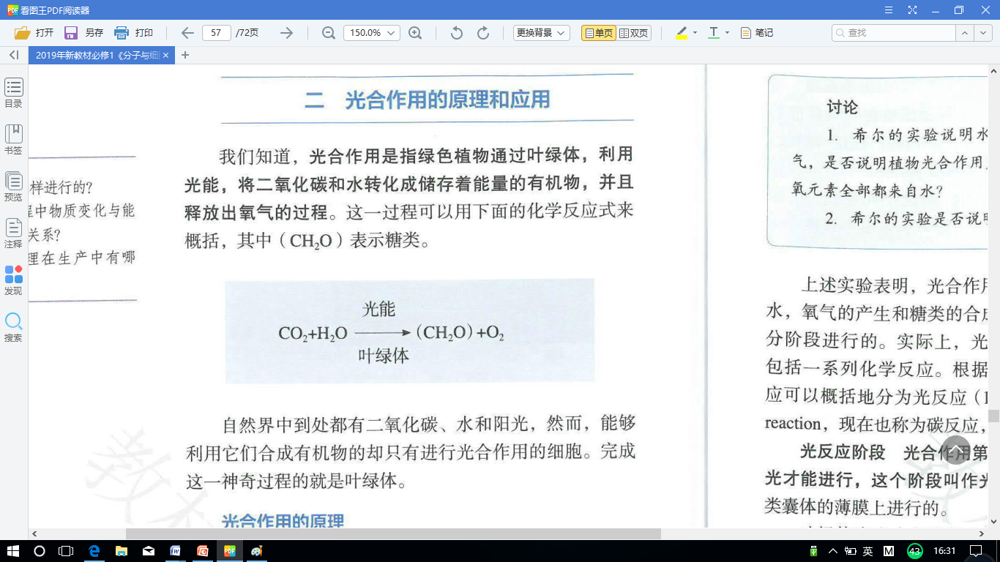 看图王PDF阅读器
打开 另存 打印 57 /72页 150.0% 更换背景 单页 双页 笔记 查找
2019年新教材必修1《分子与细
目录
书签
预览
注释
发现
搜索
样进行的?
程中物质变化与能
关系?
理在生产中有哪
二 光合作用的原理和应用
我们知道，光合作用是指绿色植物通过叶绿体，利用
光能，将二氧化碳和水转化成储存着能量的有机物，并且
释放出氧气的过程。这一过程可以用下面的化学反应式来
概括，其中（CH₂O）表示糖类。
光能
CO₂+H₂O ⟶ (CH₂O)+O₂
叶绿体
自然界中到处都有二氧化碳、水和阳光，然而，能够
利用它们合成有机物的却只有进行光合作用的细胞。完成
这一神奇过程的就是叶绿体。
光合作用的原理
讨论
1. 希尔的实验说明水
气，是否说明植物光合作用
氧元素全部都来自水?
2. 希尔的实验是否说明
上述实验表明，光合作用
水，氧气的产生和糖类的合成
分阶段进行的。实际上，光
包括一系列化学反应。根据
应可以概括地分为光反应（
reaction，现在也称为碳反应，
光反应阶段 光合作用第
光才能进行，这个阶段叫作光
类囊体的薄膜上进行的。
教材
英 M 43 16:31